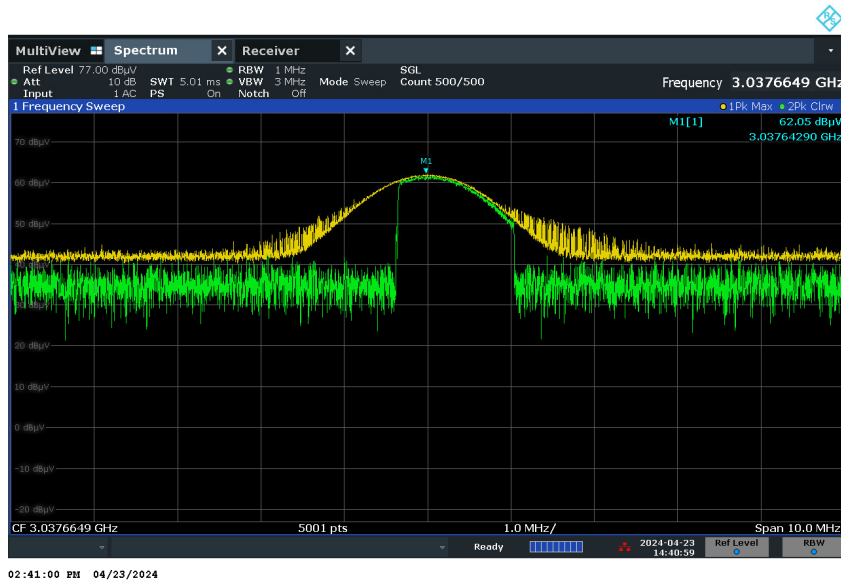 R&S
MultiView Spectrum X Receiver X
Ref Level 77.00 dBµV RBW 1 MHz SGL
Att 10 dB SWT 5.01 ms VBW 3 MHz Mode Sweep Count 500/500 Frequency 3.0376649 GHz
Input 1 AC PS On Notch Off
1 Frequency Sweep 1Pk Max 2Pk Clrw
M1[1] 62.05 dBµV
3.03764290 GHz
70 dBµV
M1
60 dBµV
50 dBµV
40 dBµV
30 dBµV
20 dBµV
10 dBµV
0 dBµV
-10 dBµV
-20 dBµV
CF 3.0376649 GHz 5001 pts 1.0 MHz/ Span 10.0 MHz
Ready 2024-04-23 Ref Level RBW
14:40:59
02:41:00 PM 04/23/2024